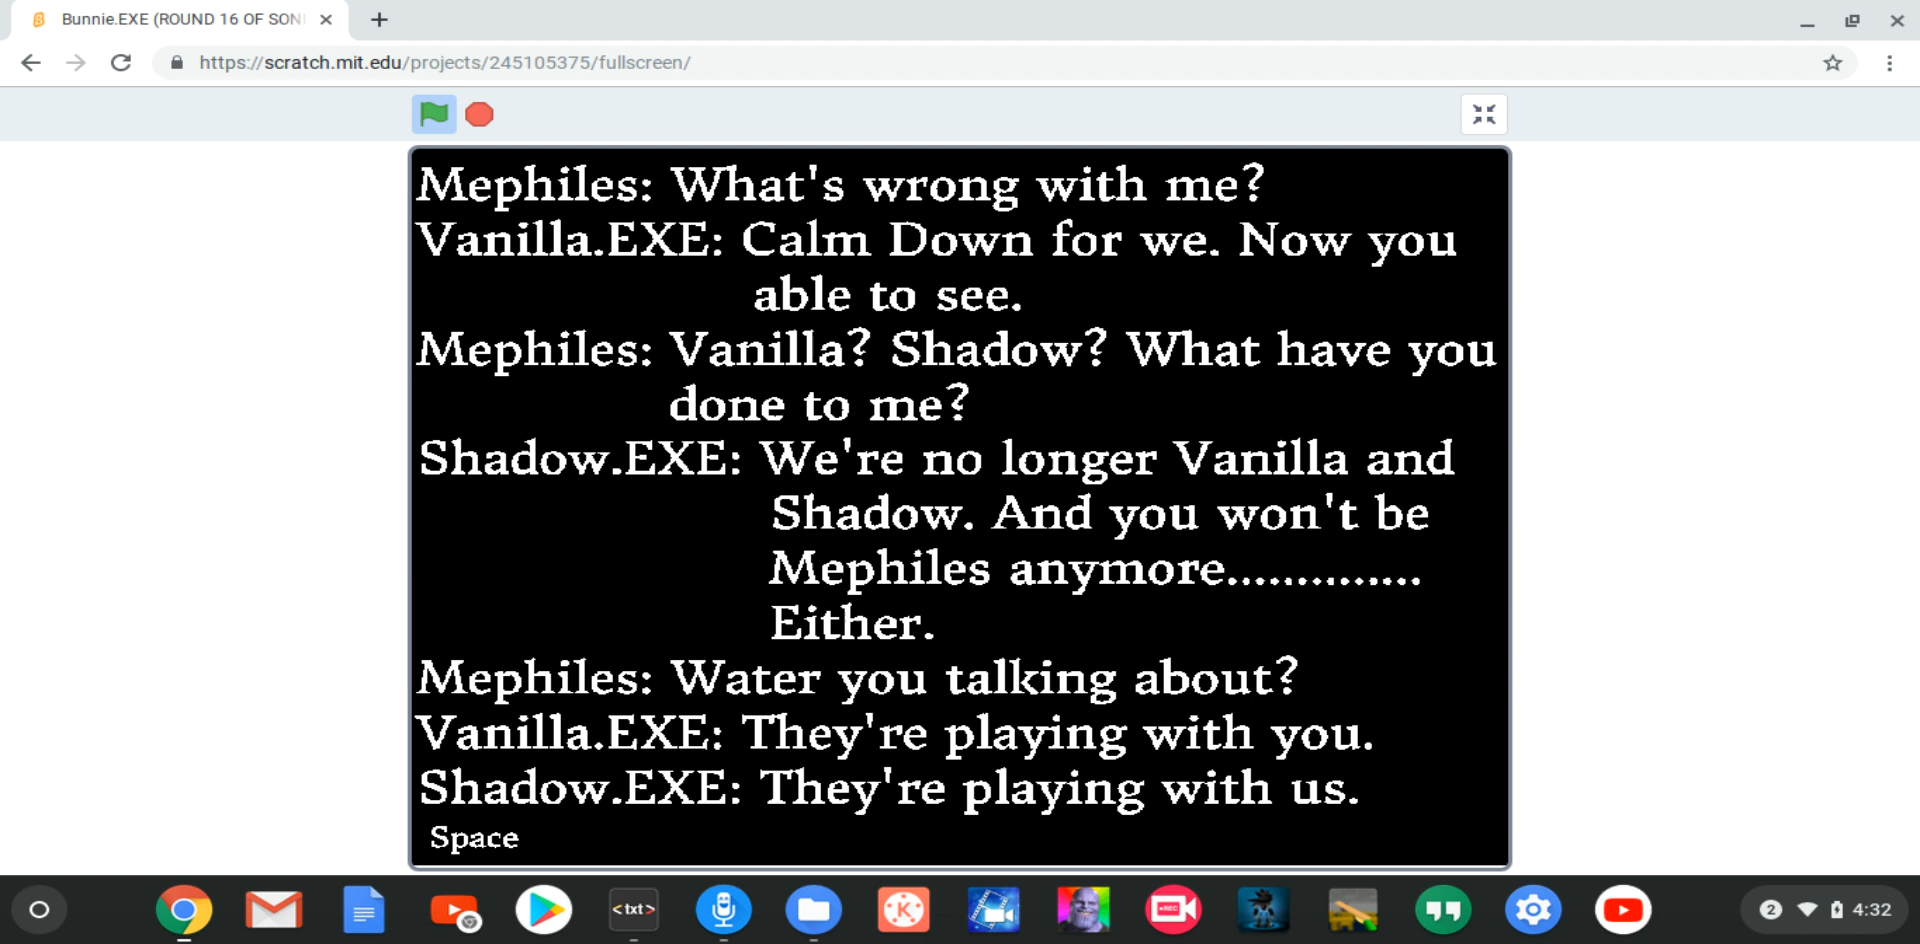 Bunnie.EXE (ROUND 16 OF SON
https://scratch.mit.edu/projects/245105375/fullscreen/
Mephiles: What's wrong with me?
Vanilla.EXE: Calm Down for we. Now you
able to see.
Mephiles: Vanilla? Shadow? What have you
done to me?
Shadow.EXE: We're no longer Vanilla and
Shadow. And you won't be
Mephiles anymore..............
Either.
Mephiles: Water you talking about?
Vanilla.EXE: They're playing with you.
Shadow.EXE: They're playing with us.
Space
<txt>
K
REC
2 4:32